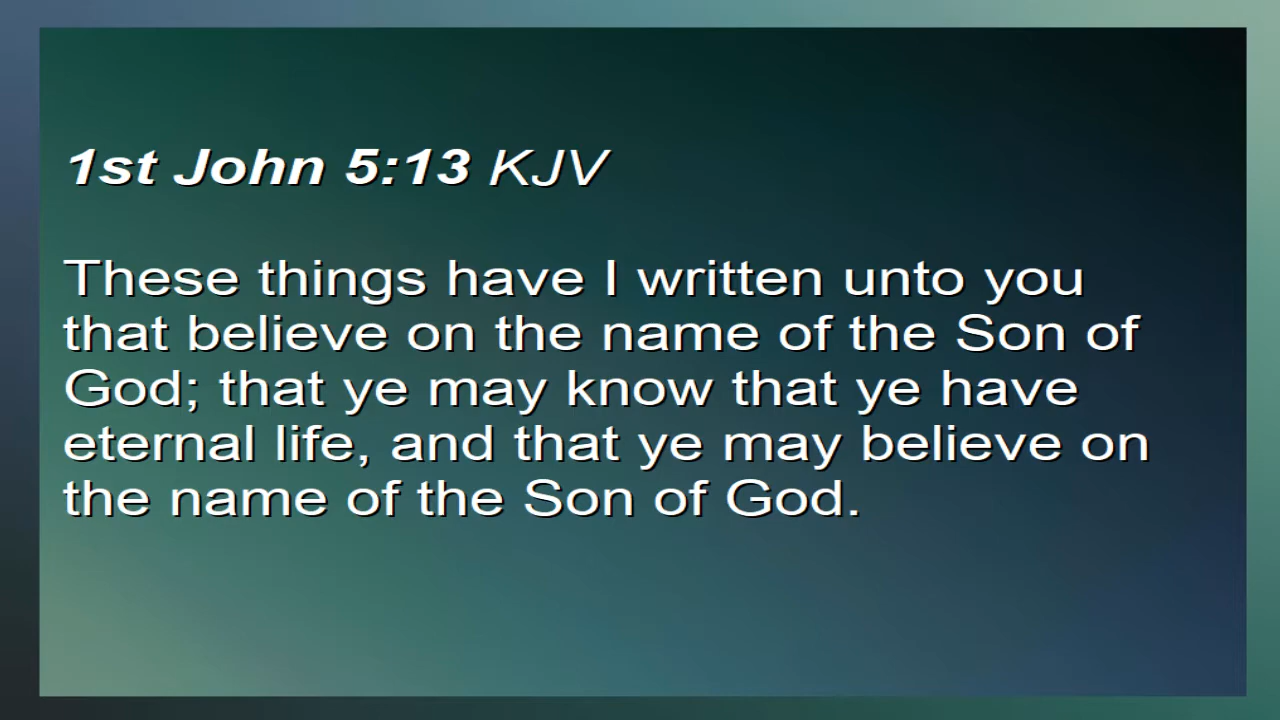 1st John 5:13 KJV
These things have I written unto you
that believe on the name of the Son of
God; that ye may know that ye have
eternal life, and that ye may believe on
the name of the Son of God.